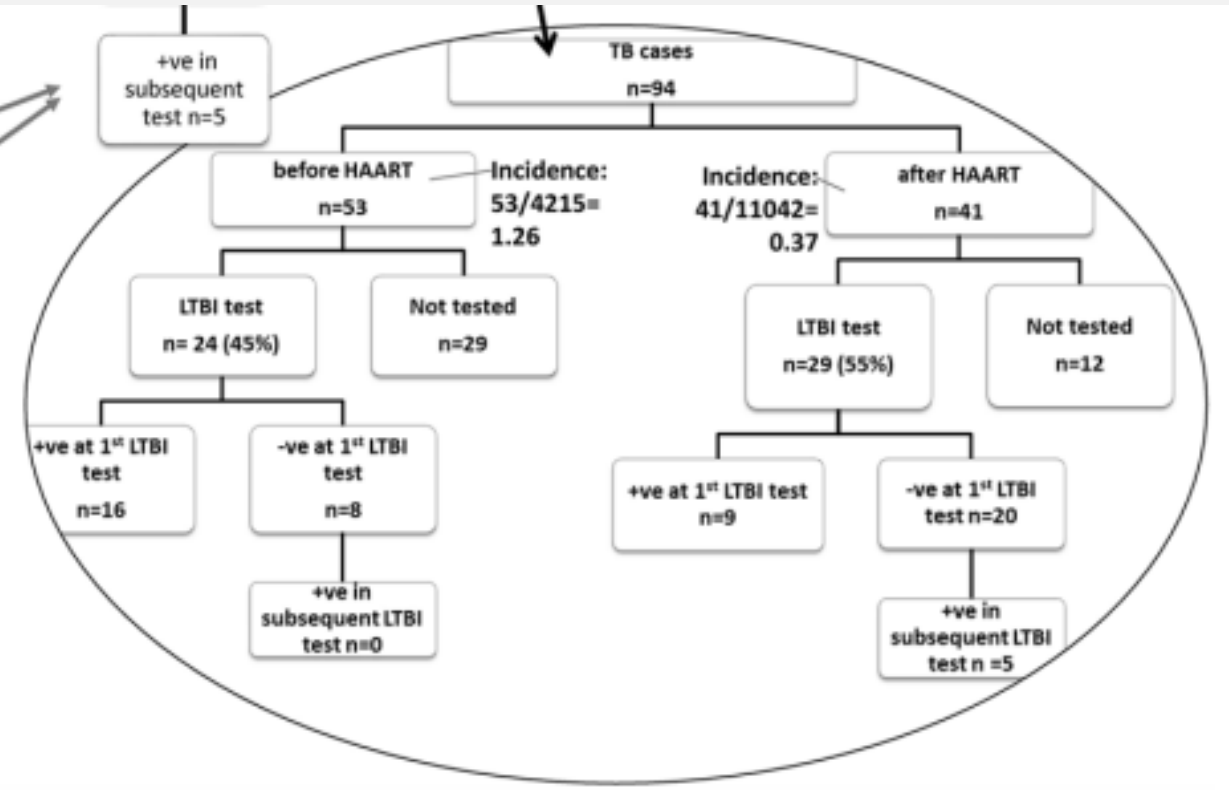 +ve in
subsequent
test n=5
TB cases
n=94
before HAART
n=53
Incidence:
53/4215=
1.26
Incidence:
41/11042=
0.37
after HAART
n=41
LTBI test
n= 24 (45%)
Not tested
n=29
LTBI test
n=29 (55%)
Not tested
n=12
+ve at 1st LTBI
test
n=16
-ve at 1st LTBI
test
n=8
+ve at 1st LTBI test
n=9
-ve at 1st LTBI
test n=20
+ve in
subsequent LTBI
test n=0
+ve in
subsequent LTBI
test n =5